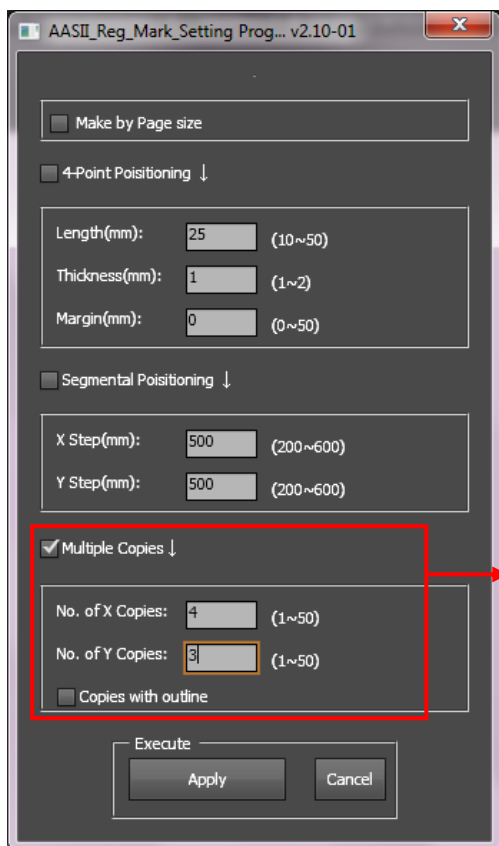 AASII_Reg_Mark_Setting Prog... v2.10-01
Make by Page size
4-Point Poisitioning ↓
Length(mm): 25 (10~50)
Thickness(mm): 1 (1~2)
Margin(mm): 0 (0~50)
Segmental Poisitioning ↓
X Step(mm): 500 (200~600)
Y Step(mm): 500 (200~600)
Multiple Copies ↓
No. of X Copies: 4 (1~50)
No. of Y Copies: 3 (1~50)
Copies with outline
Execute
Apply Cancel